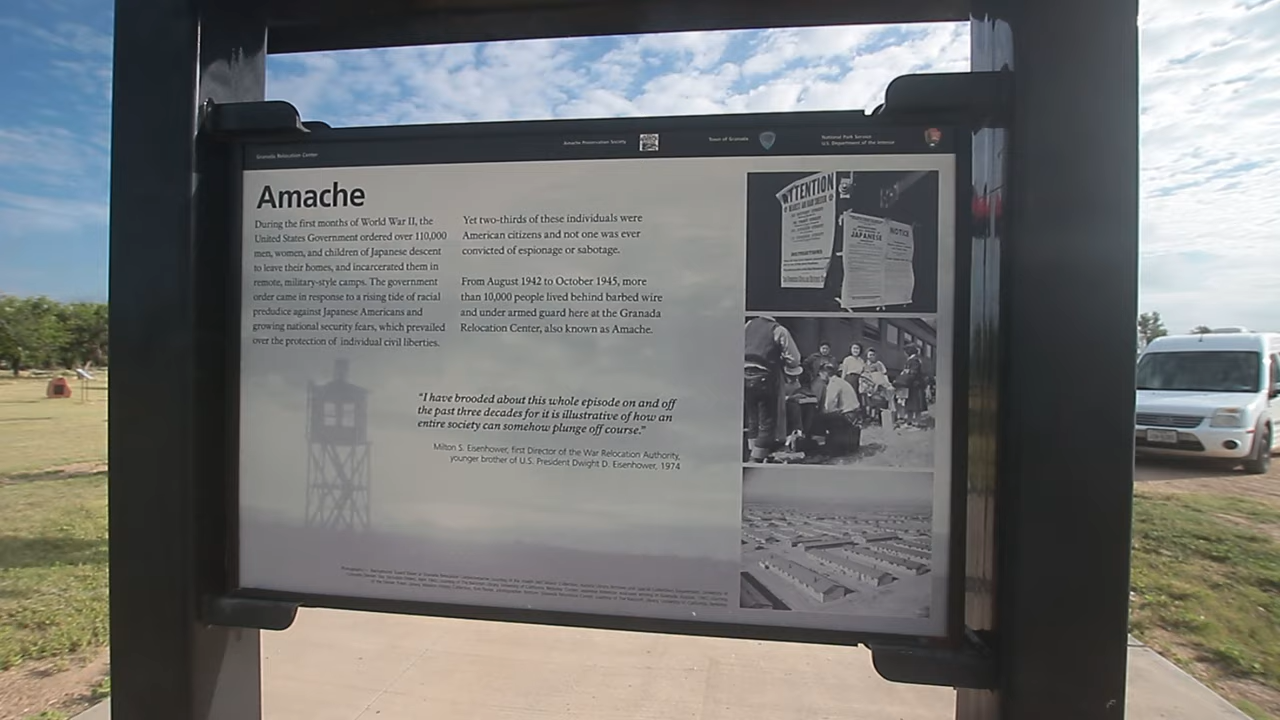 Granada Relocation Center
Amache Preservation Society
Town of Granada
National Park Service
U.S. Department of the Interior
Amache
During the first months of World War II, the
United States Government ordered over 110,000
men, women, and children of Japanese descent
to leave their homes, and incarcerated them in
remote, military-style camps. The government
order came in response to a rising tide of racial
predudice against Japanese Americans and
growing national security fears, which prevailed
over the protection of individual civil liberties.
Yet two-thirds of these individuals were
American citizens and not one was ever
convicted of espionage or sabotage.
From August 1942 to October 1945, more
than 10,000 people lived behind barbed wire
and under armed guard here at the Granada
Relocation Center, also known as Amache.
"I have brooded about this whole episode on and off
the past three decades for it is illustrative of how an
entire society can somehow plunge off course."
Milton S. Eisenhower, first Director of the War Relocation Authority,
younger brother of U.S. President Dwight D. Eisenhower, 1974
ATTENTION
JAPANESE
NOTICE